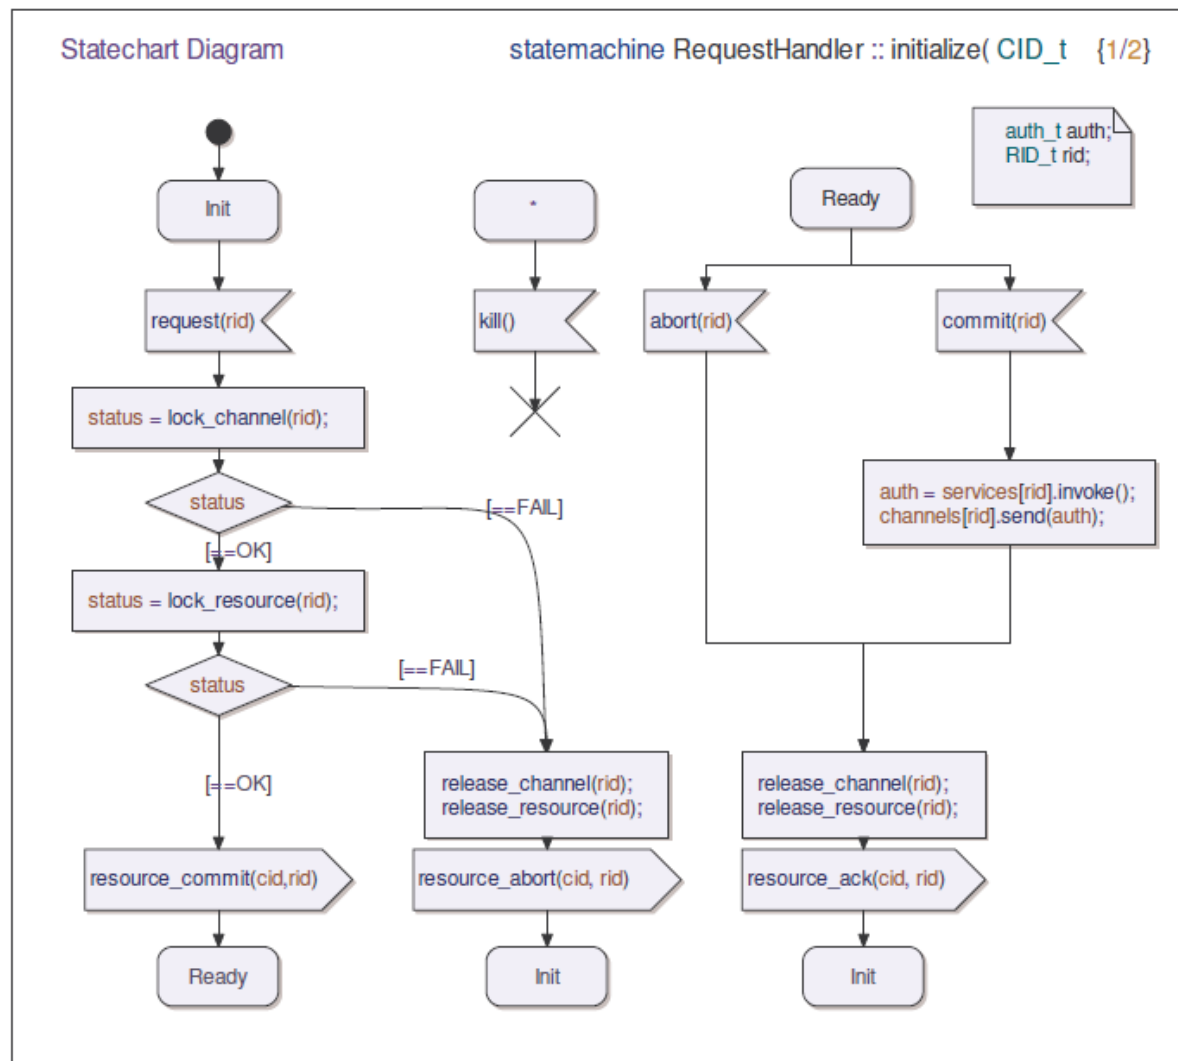 Statechart Diagram
statemachine RequestHandler :: initialize( CID_t {1/2}
auth_t auth;
RID_t rid;
Init
*
Ready
request(rid)
kill()
abort(rid)
commit(rid)
status = lock_channel(rid);
status
[==FAIL]
[==OK]
auth = services[rid].invoke();
channels[rid].send(auth);
status = lock_resource(rid);
status
[==FAIL]
[==OK]
release_channel(rid);
release_resource(rid);
release_channel(rid);
release_resource(rid);
resource_commit(cid,rid)
resource_abort(cid, rid)
resource_ack(cid, rid)
Ready
Init
Init